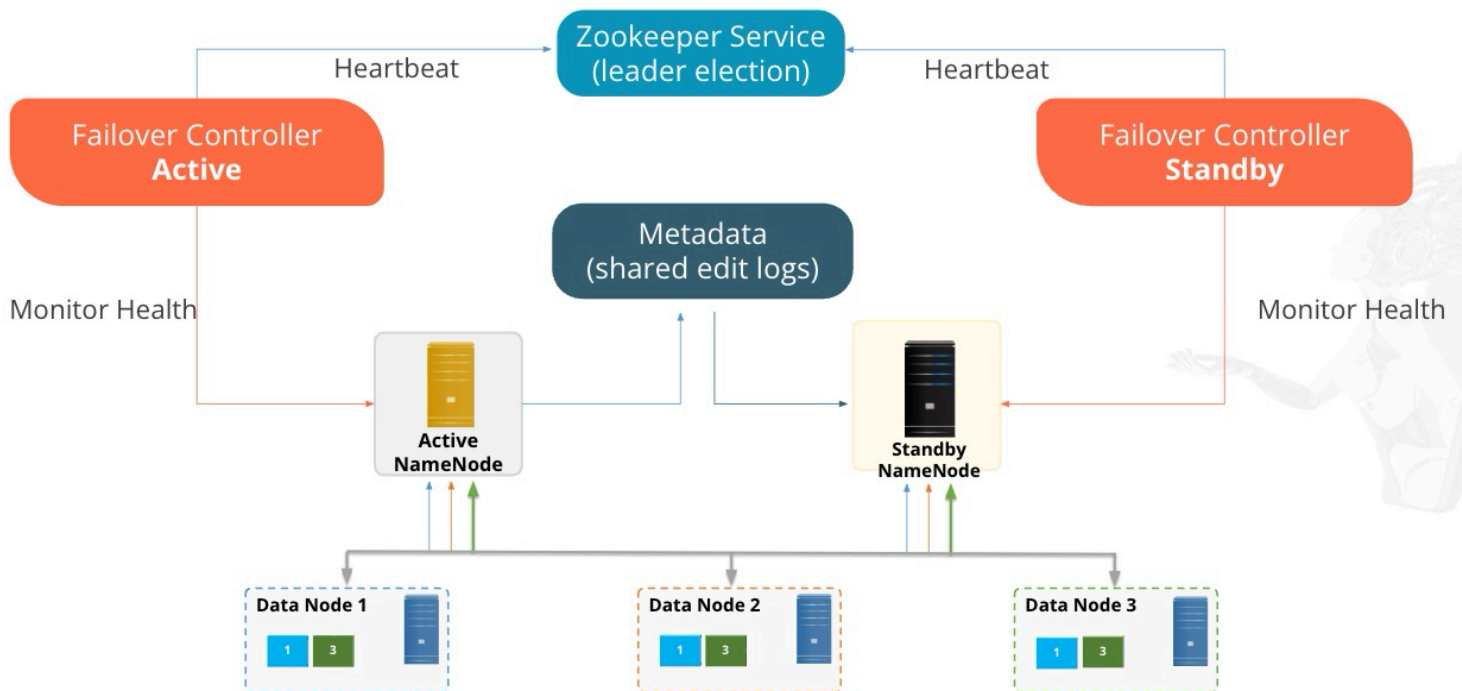 Zookeeper Service
(leader election)
Heartbeat
Heartbeat
Failover Controller
Active
Failover Controller
Standby
Metadata
(shared edit logs)
Monitor Health
Monitor Health
Active
NameNode
Standby
NameNode
Data Node 1
1 3
Data Node 2
1 3
Data Node 3
1 3